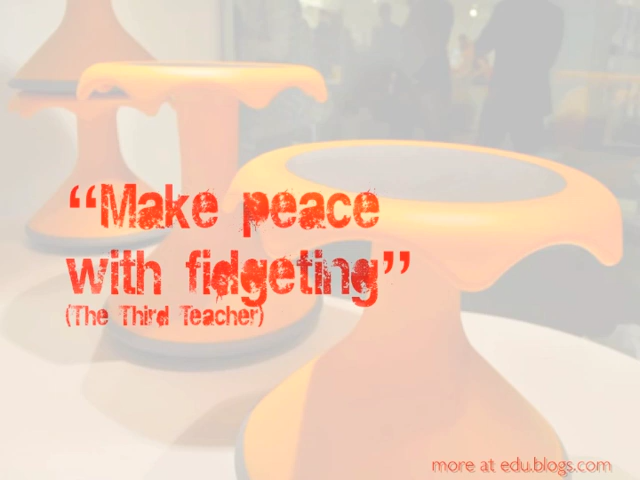 “Make peace
with fidgeting”
(The Third Teacher)
more at edu.blogs.com